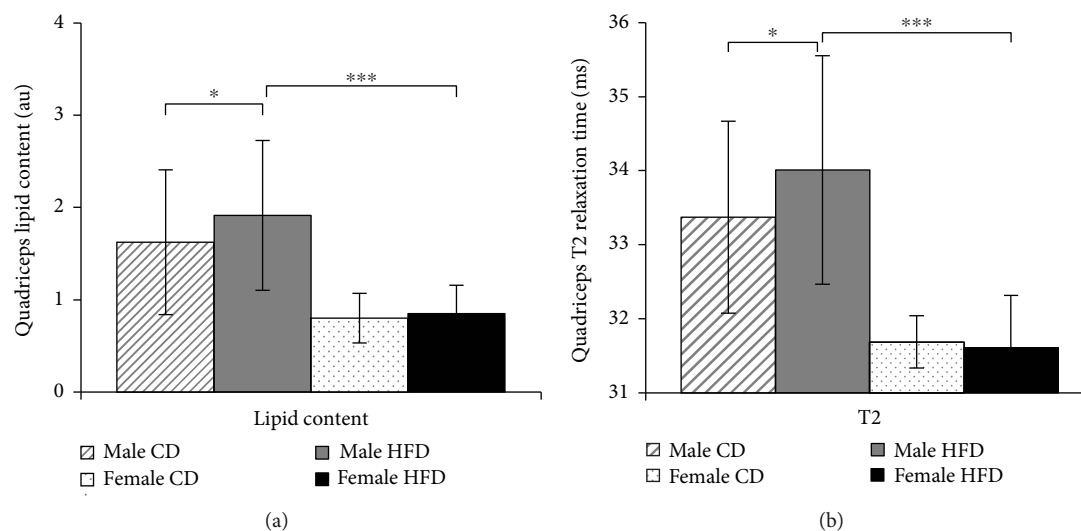 Quadriceps lipid content (au)
4
3
2
1
0
*
***
Lipid content
Male CD
Male HFD
Female CD
Female HFD
(a)
Quadriceps T2 relaxation time (ms)
36
35
34
33
32
31
*
***
T2
Male CD
Male HFD
Female CD
Female HFD
(b)